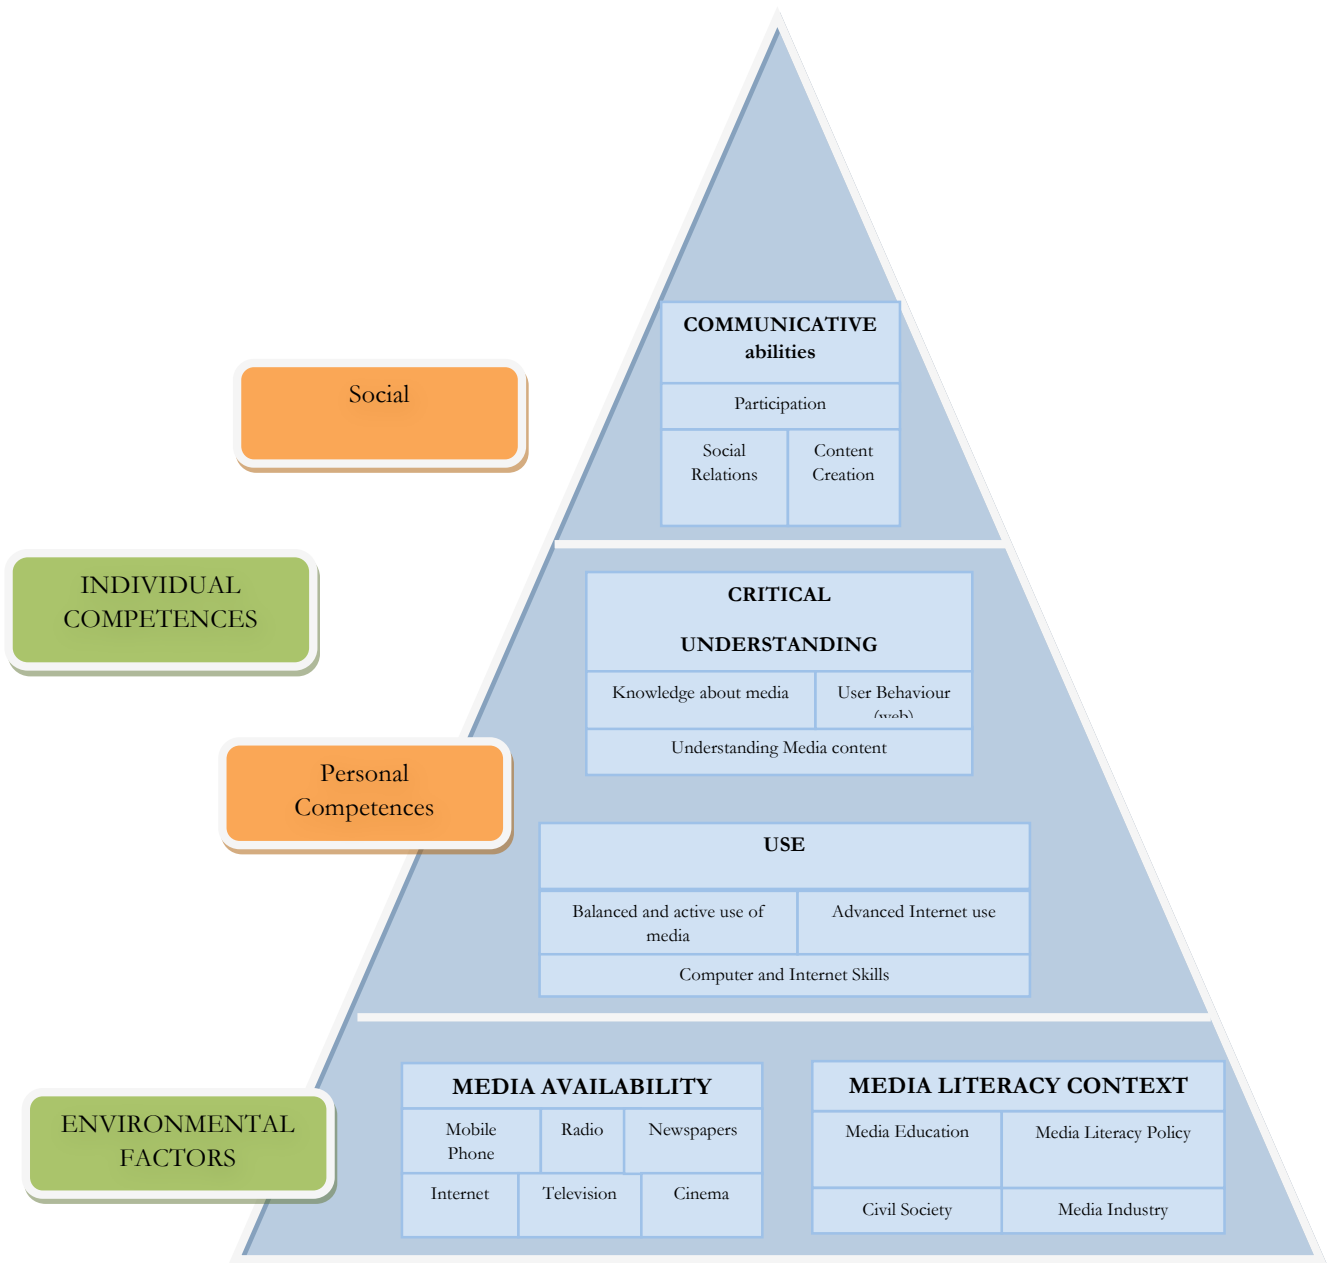 COMMUNICATIVE
abilities
Participation
Social
Relations
Content
Creation
Social
INDIVIDUAL
COMPETENCES
CRITICAL
UNDERSTANDING
Knowledge about media
User Behaviour
(web)
Understanding Media content
Personal
Competences
USE
Balanced and active use of
media
Advanced Internet use
Computer and Internet Skills
ENVIRONMENTAL
FACTORS
MEDIA AVAILABILITY
Mobile
Phone
Radio
Newspapers
Internet
Television
Cinema
MEDIA LITERACY CONTEXT
Media Education
Media Literacy Policy
Civil Society
Media Industry